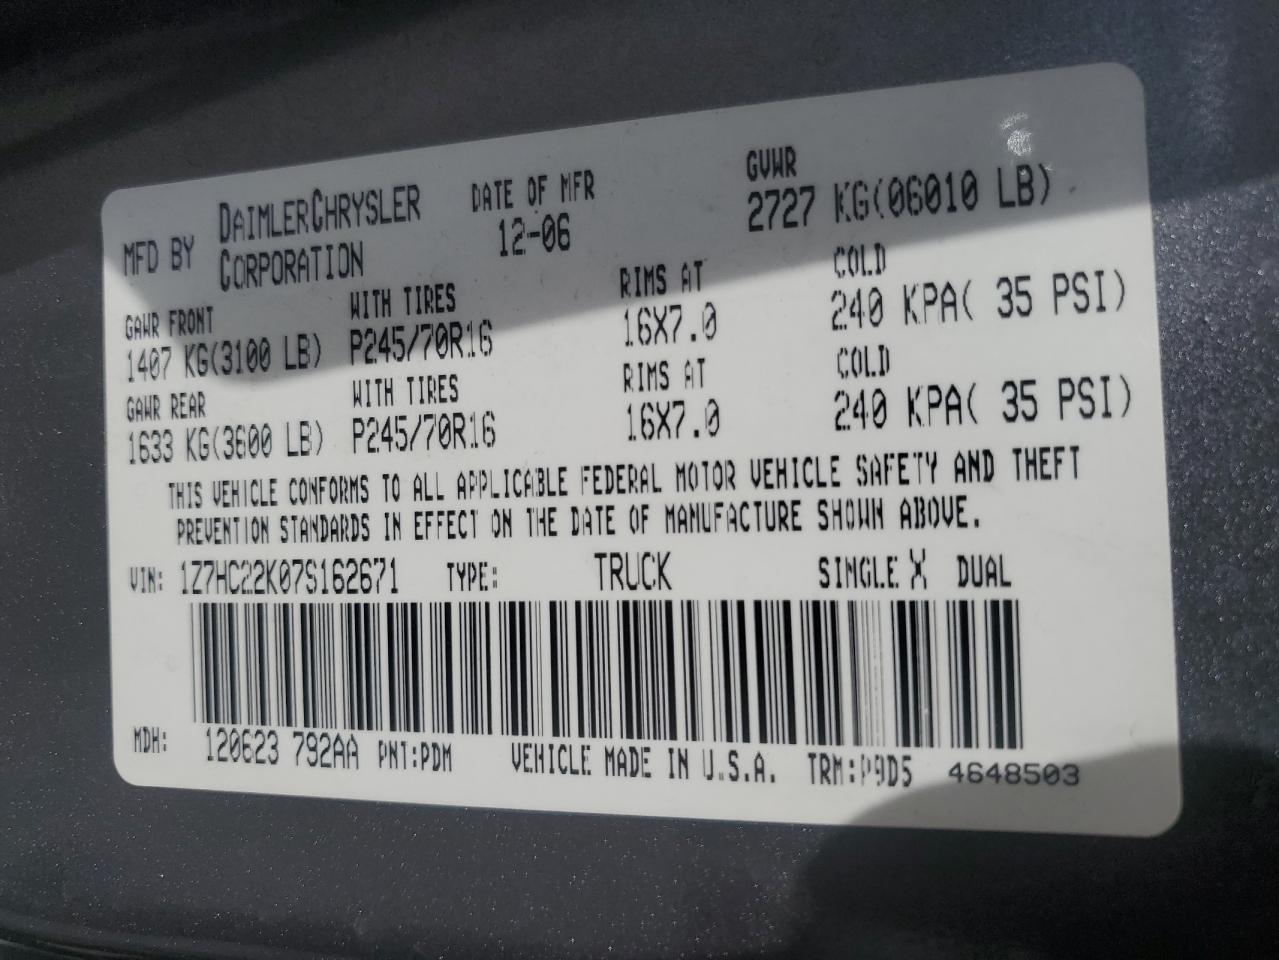 MFD BY DAIMLERCHRYSLER CORPORATION
DATE OF MFR
12-06
GVWR
2727 KG(06010 LB)
GAWR FRONT WITH TIRES RIMS AT COLD
1407 KG(3100 LB) P245/70R16 16X7.0 240 KPA( 35 PSI)
GAWR REAR WITH TIRES RIMS AT COLD
1633 KG(3600 LB) P245/70R16 16X7.0 240 KPA( 35 PSI)
THIS VEHICLE CONFORMS TO ALL APPLICABLE FEDERAL MOTOR VEHICLE SAFETY AND THEFT
PREVENTION STANDARDS IN EFFECT ON THE DATE OF MANUFACTURE SHOWN ABOVE.
VIN: 1Z7HC22K07S162671 TYPE: TRUCK SINGLE X DUAL
MDH: 120623 792AA PNT:PDM VEHICLE MADE IN U.S.A. TRM:P9D5 4648503